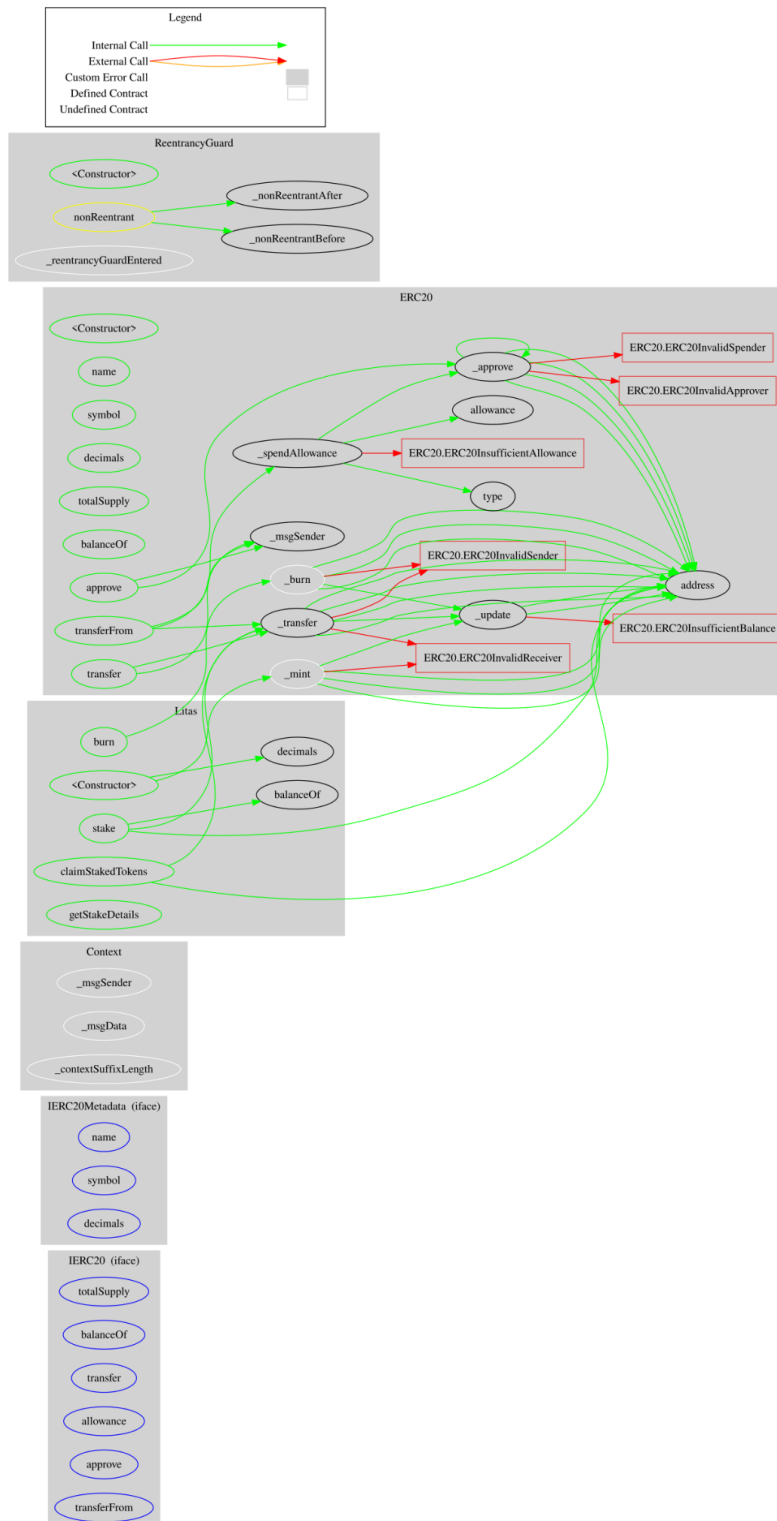 Legend
Internal Call
External Call
Custom Error Call
Defined Contract
Undefined Contract
ReentrancyGuard
<Constructor>
nonReentrant
_reentrancyGuardEntered
_nonReentrantAfter
_nonReentrantBefore
ERC20
<Constructor>
name
symbol
decimals
totalSupply
balanceOf
approve
transferFrom
transfer
_spendAllowance
_msgSender
_burn
_transfer
_mint
_approve
allowance
ERC20.ERC20InsufficientAllowance
type
ERC20.ERC20InvalidSender
_update
ERC20.ERC20InvalidReceiver
ERC20.ERC20InvalidSpender
ERC20.ERC20InvalidApprover
address
ERC20.ERC20InsufficientBalance
Litas
burn
<Constructor>
stake
claimStakedTokens
getStakeDetails
decimals
balanceOf
Context
_msgSender
_msgData
_contextSuffixLength
IERC20Metadata (iface)
name
symbol
decimals
IERC20 (iface)
totalSupply
balanceOf
transfer
allowance
approve
transferFrom